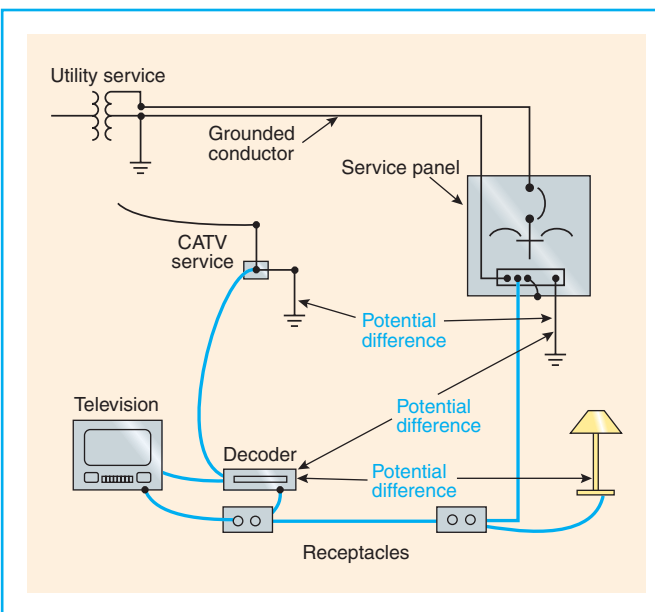 Utility service
Grounded
conductor
Service panel
CATV
service
Potential
difference
Television
Potential
difference
Decoder
Potential
difference
Receptacles